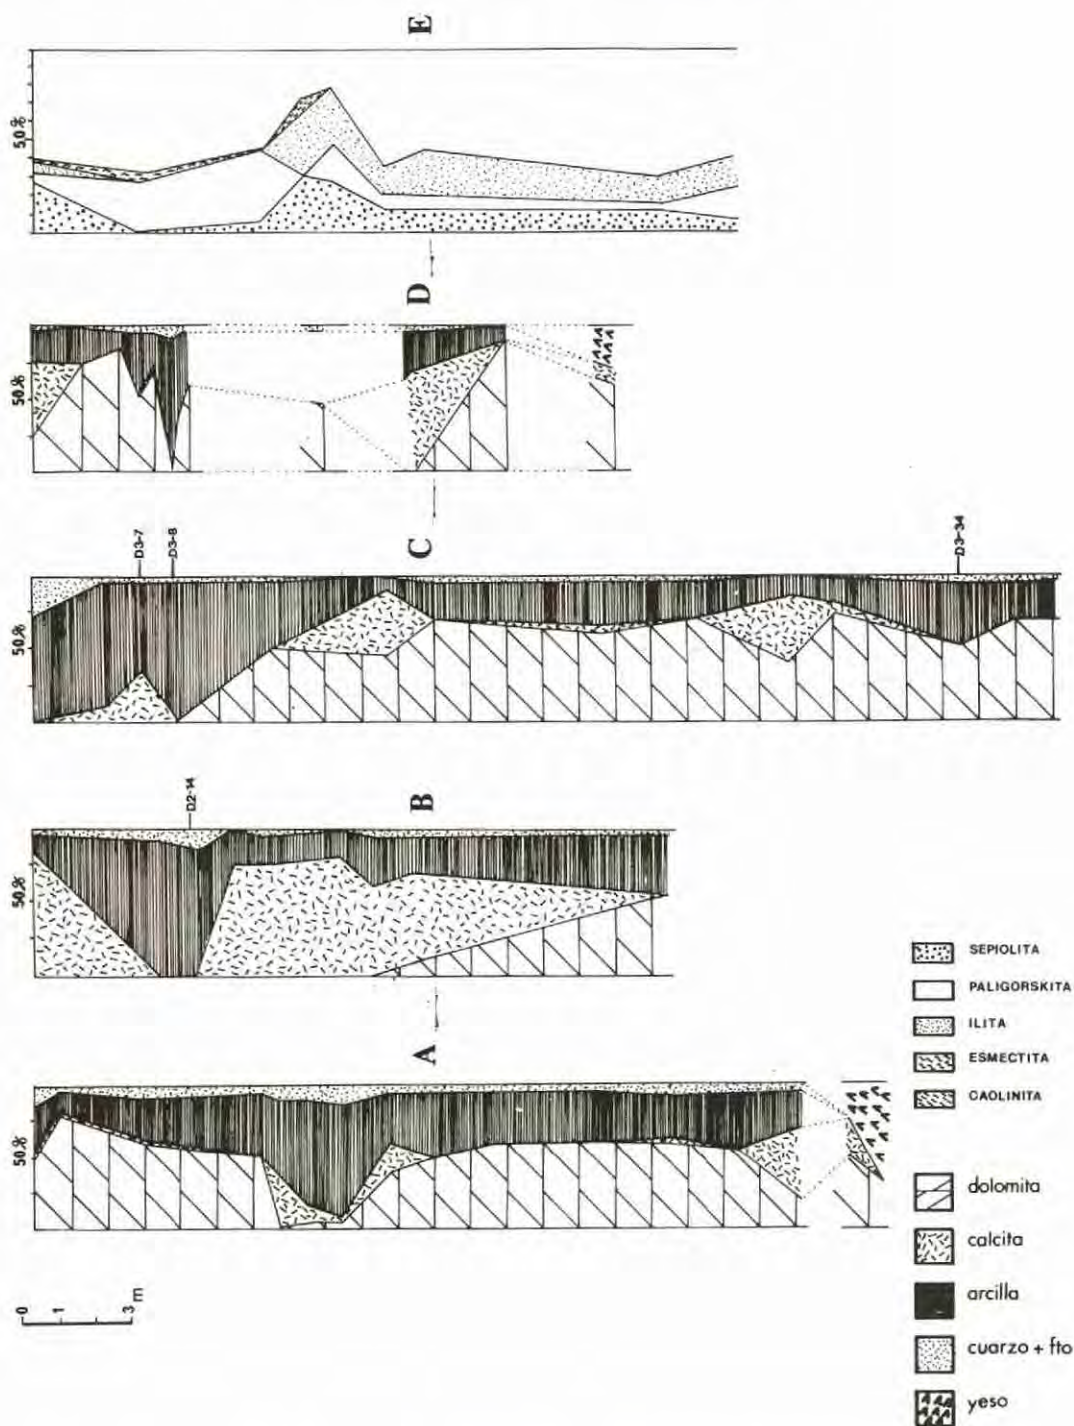 E
50%
D
50%
C
D3-7
D3-8
D3-34
50%
B
D2-14
50%
A
50%
0
1
3 m
SEPIOLITA
PALIGORSKITA
ILITA
ESMECTITA
CAOLINITA
dolomita
calcita
arcilla
cuarzo + fto
yeso